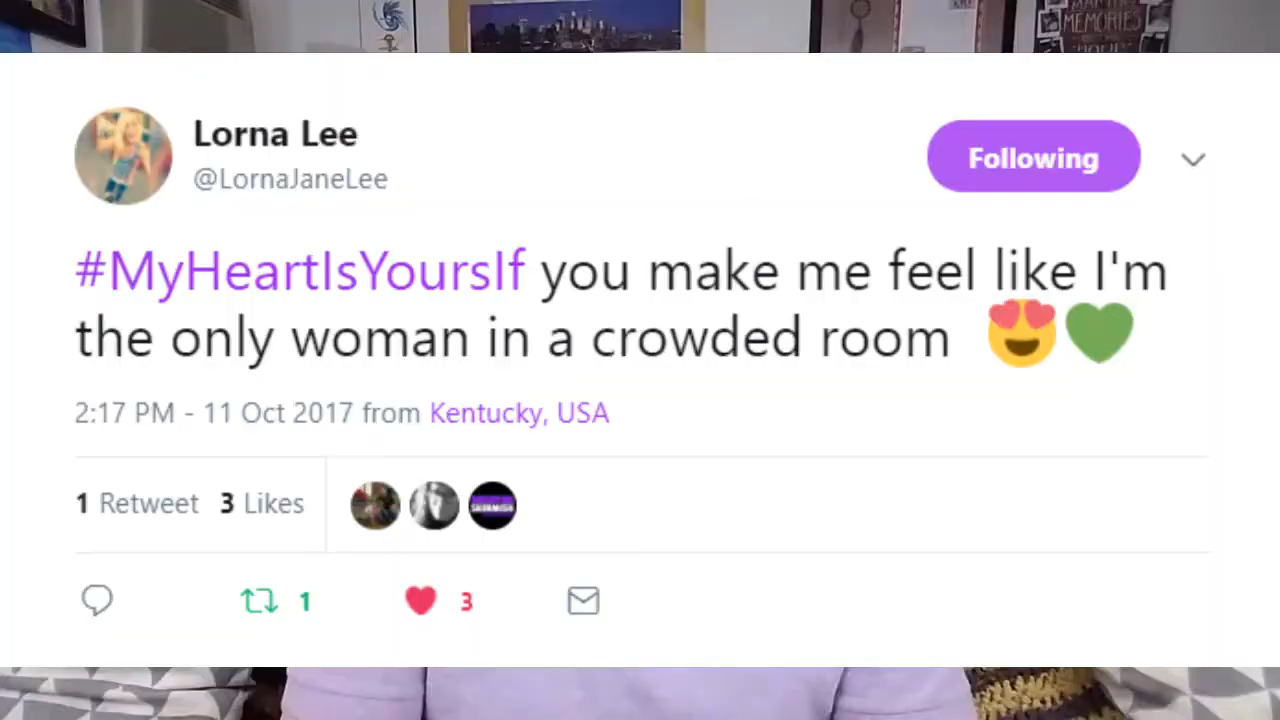 MEMORIES
Lorna Lee
@LornaJaneLee
Following
#MyHeartIsYoursIf you make me feel like I'm
the only woman in a crowded room 😍💚
2:17 PM - 11 Oct 2017 from Kentucky, USA
1 Retweet 3 Likes
1 3